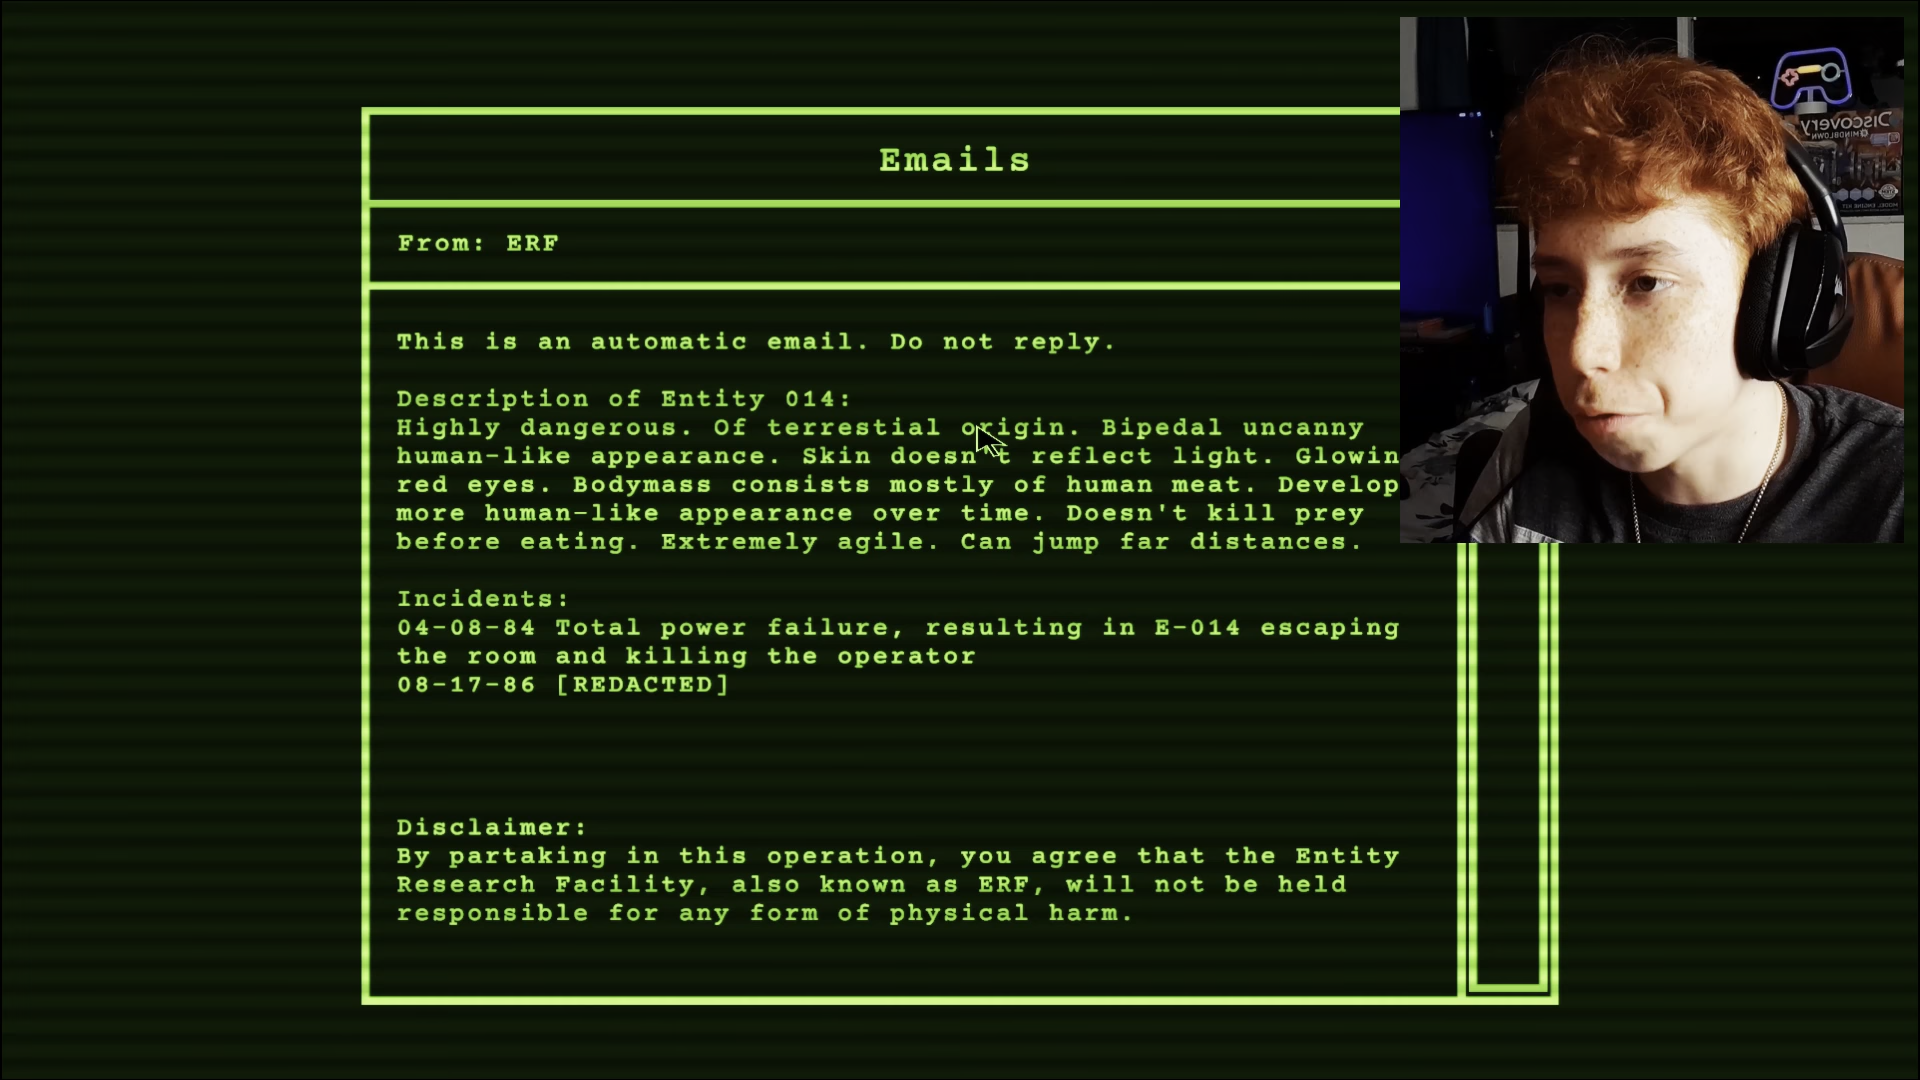 Emails
From: ERF
This is an automatic email. Do not reply.
Description of Entity 014:
Highly dangerous. Of terrestial origin. Bipedal uncanny
human-like appearance. Skin doesn't reflect light. Glowin
red eyes. Bodymass consists mostly of human meat. Develop
more human-like appearance over time. Doesn't kill prey
before eating. Extremely agile. Can jump far distances.
Incidents:
04-08-84 Total power failure, resulting in E-014 escaping
the room and killing the operator
08-17-86 [REDACTED]
Disclaimer:
By partaking in this operation, you agree that the Entity
Research Facility, also known as ERF, will not be held
responsible for any form of physical harm.
Discovery
MINDBLOWN